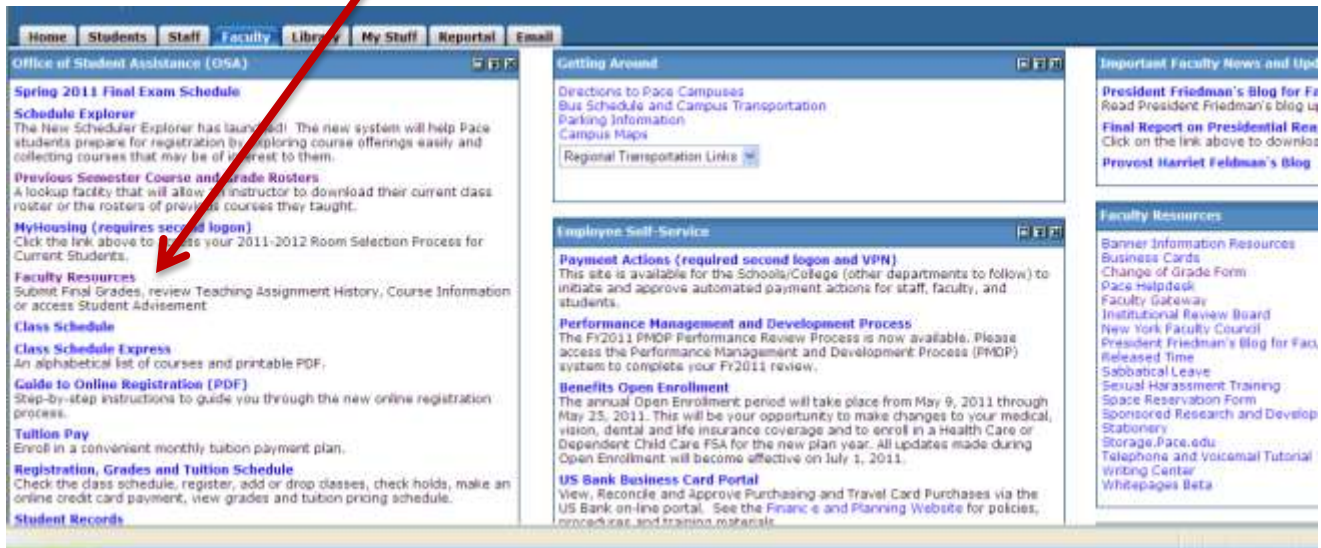 Home Students Staff Faculty Library My Stuff Reportal Email
Office of Student Assistance (OSA)
Spring 2011 Final Exam Schedule
Schedule Explorer
The New Scheduler Explorer has launched! The new system will help Pace
students prepare for registration by exploring course offerings easily and
collecting courses that may be of interest to them.
Previous Semester Course and Grade Rosters
A lookup facility that will allow an instructor to download their current class
roster or the rosters of previous courses they taught.
MyHousing (requires second logon)
Click the link above to access your 2011-2012 Room Selection Process for
Current Students.
Faculty Resources
Submit Final Grades, review Teaching Assignment History, Course Information
or access Student Advisement
Class Schedule
Class Schedule Express
An alphabetical list of courses and printable PDF.
Guide to Online Registration (PDF)
Step-by-step instructions to guide you through the new online registration
process.
Tuition Pay
Enroll in a convenient monthly tuition payment plan.
Registration, Grades and Tuition Schedule
Check the class schedule, register, add or drop classes, check holds, make an
online credit card payment, view grades and tuition pricing schedule.
Student Records
Getting Around
Directions to Pace Campuses
Bus Schedule and Campus Transportation
Parking Information
Campus Maps
Regional Transportation Links
Employee Self-Service
Payment Actions (required second logon and VPN)
This site is available for the Schools/College (other departments to follow) to
initiate and approve automated payment actions for staff, faculty, and
students.
Performance Management and Development Process
The FY2011 PMDP Performance Review Process is now available. Please
access the Performance Management and Development Process (PMDP)
system to complete your FY2011 review.
Benefits Open Enrollment
The annual Open Enrollment period will take place from May 9, 2011 through
May 25, 2011. This will be your opportunity to make changes to your medical,
vision, dental and life insurance coverage and to enroll in a Health Care or
Dependent Child Care FSA for the new plan year. All updates made during
Open Enrollment will become effective on July 1, 2011.
US Bank Business Card Portal
View, Reconcile and Approve Purchasing and Travel Card Purchases via the
US Bank on-line portal. See the Finance and Planning Website for policies,
procedures and training materials
Important Faculty News and Upd
President Friedman's Blog for Fa
Read President Friedman's blog up
Final Report on Presidential Rea
Click on the link above to downloa
Provost Harriet Feldman's Blog
Faculty Resources
Banner Information Resources
Business Cards
Change of Grade Form
Pace Helpdesk
Faculty Gateway
Institutional Review Board
New York Faculty Council
President Friedman's Blog for Facu
Released Time
Sabbatical Leave
Sexual Harassment Training
Space Reservation Form
Sponsored Research and Develop
Stationery
Storage.Pace.edu
Telephone and Voicemail Tutorial
Writing Center
Whitepages Beta